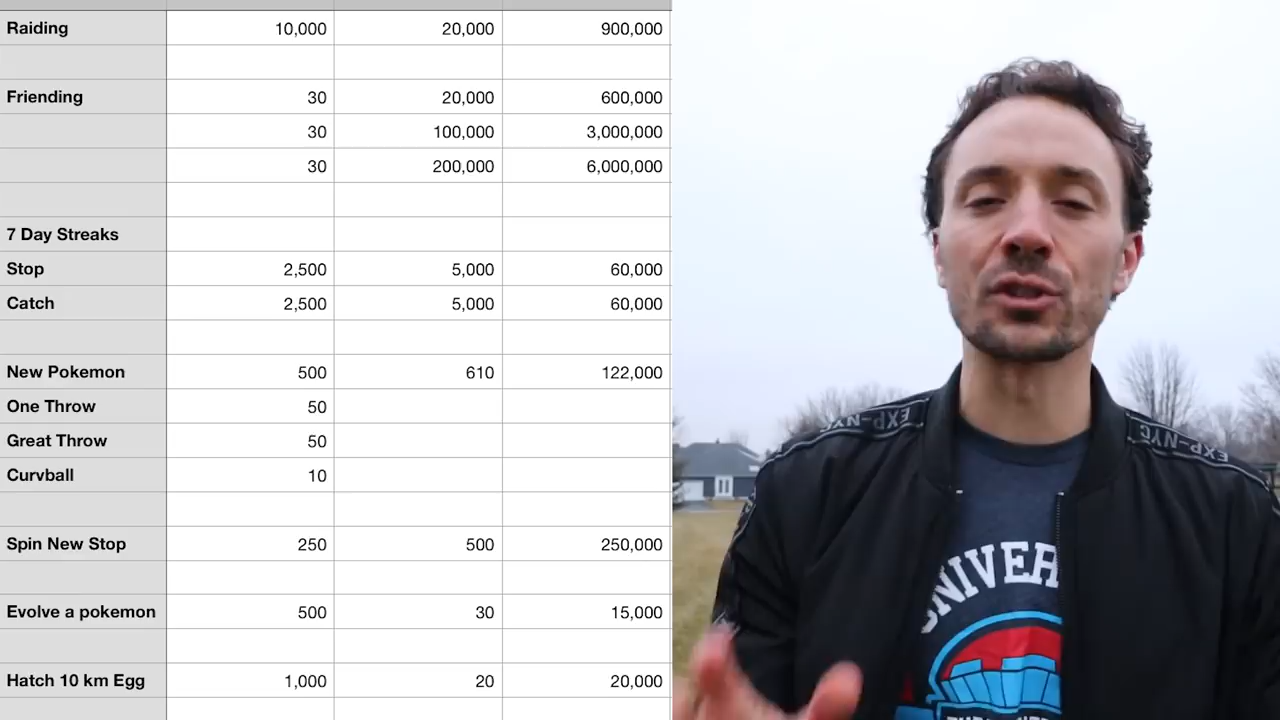 Raiding 10,000 20,000 900,000
Friending 30 20,000 600,000
30 100,000 3,000,000
30 200,000 6,000,000
7 Day Streaks
Stop 2,500 5,000 60,000
Catch 2,500 5,000 60,000
New Pokemon 500 610 122,000
One Throw 50
Great Throw 50
Curvball 10
Spin New Stop 250 500 250,000
Evolve a pokemon 500 30 15,000
Hatch 10 km Egg 1,000 20 20,000
EXP-NYC
EXP-NYC